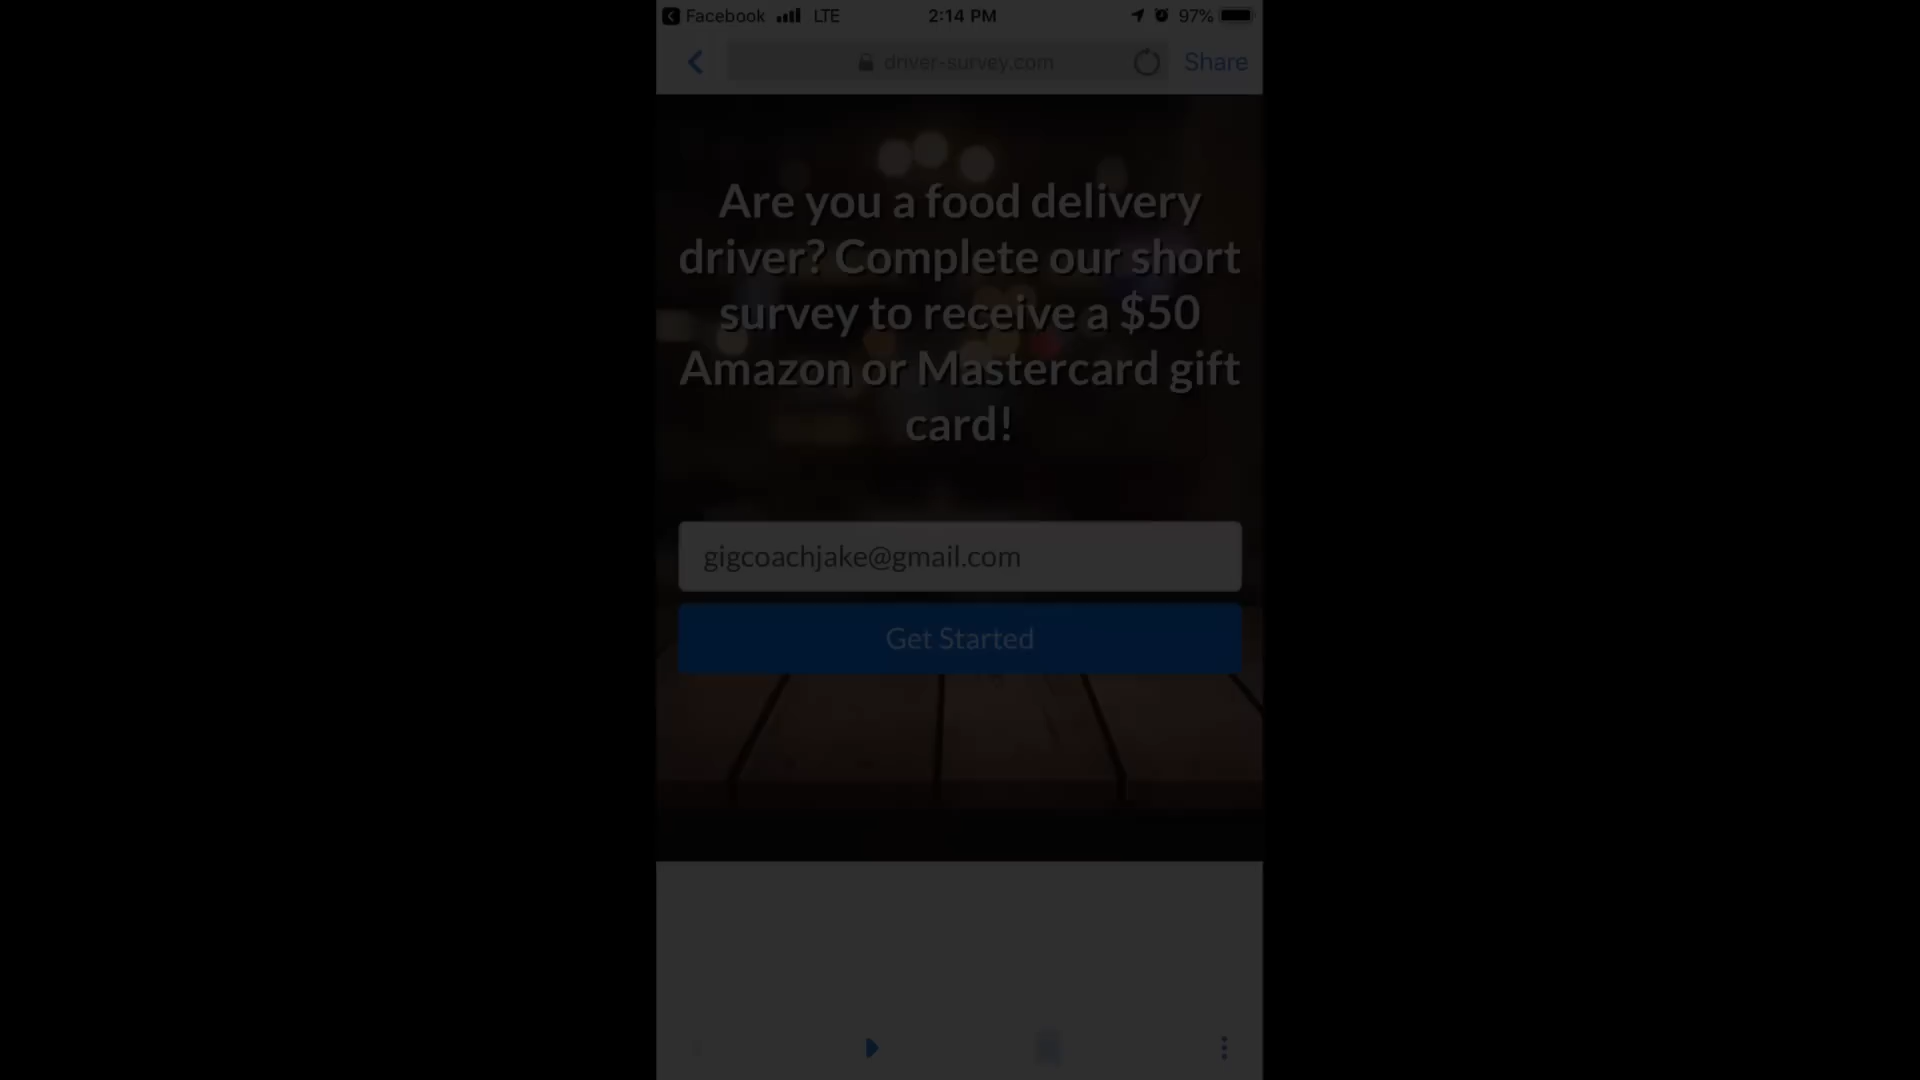 Facebook LTE 2:14 PM 97%
driver-survey.com Share
Are you a food delivery
driver? Complete our short
survey to receive a $50
Amazon or Mastercard gift
card!
gigcoachjake@gmail.com
Get Started